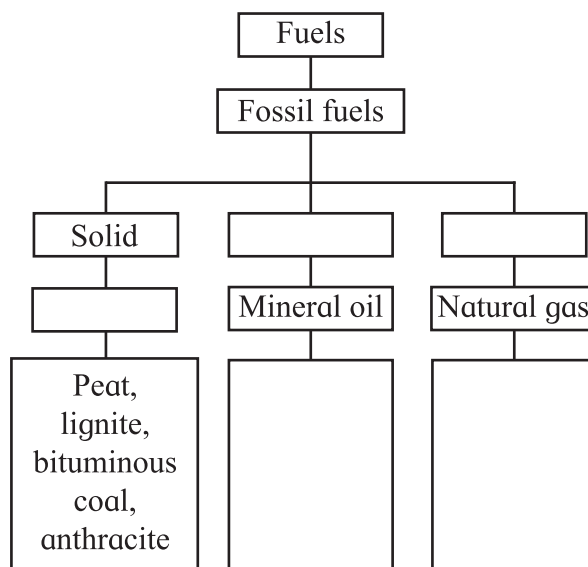 Fuels
Fossil fuels
Solid
Mineral oil
Natural gas
Peat,
lignite,
bituminous
coal,
anthracite